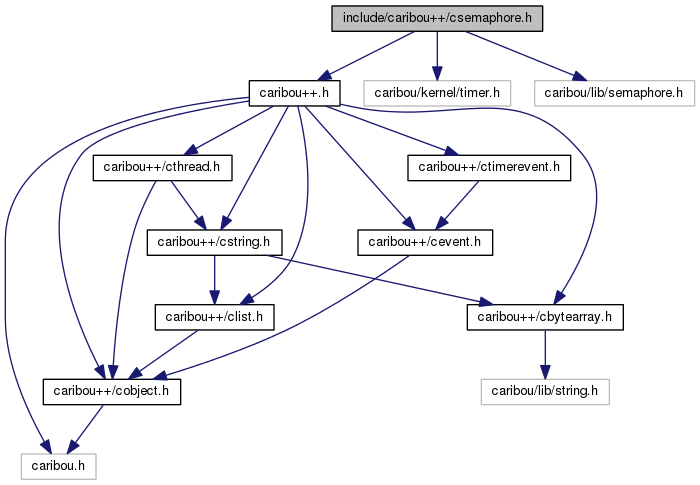 include/caribou++/csemaphore.h
caribou++.h
caribou/kernel/timer.h
caribou/lib/semaphore.h
caribou++/cthread.h
caribou++/ctimerevent.h
caribou++/cstring.h
caribou++/cevent.h
caribou++/clist.h
caribou++/cbytearray.h
caribou++/cobject.h
caribou/lib/string.h
caribou.h